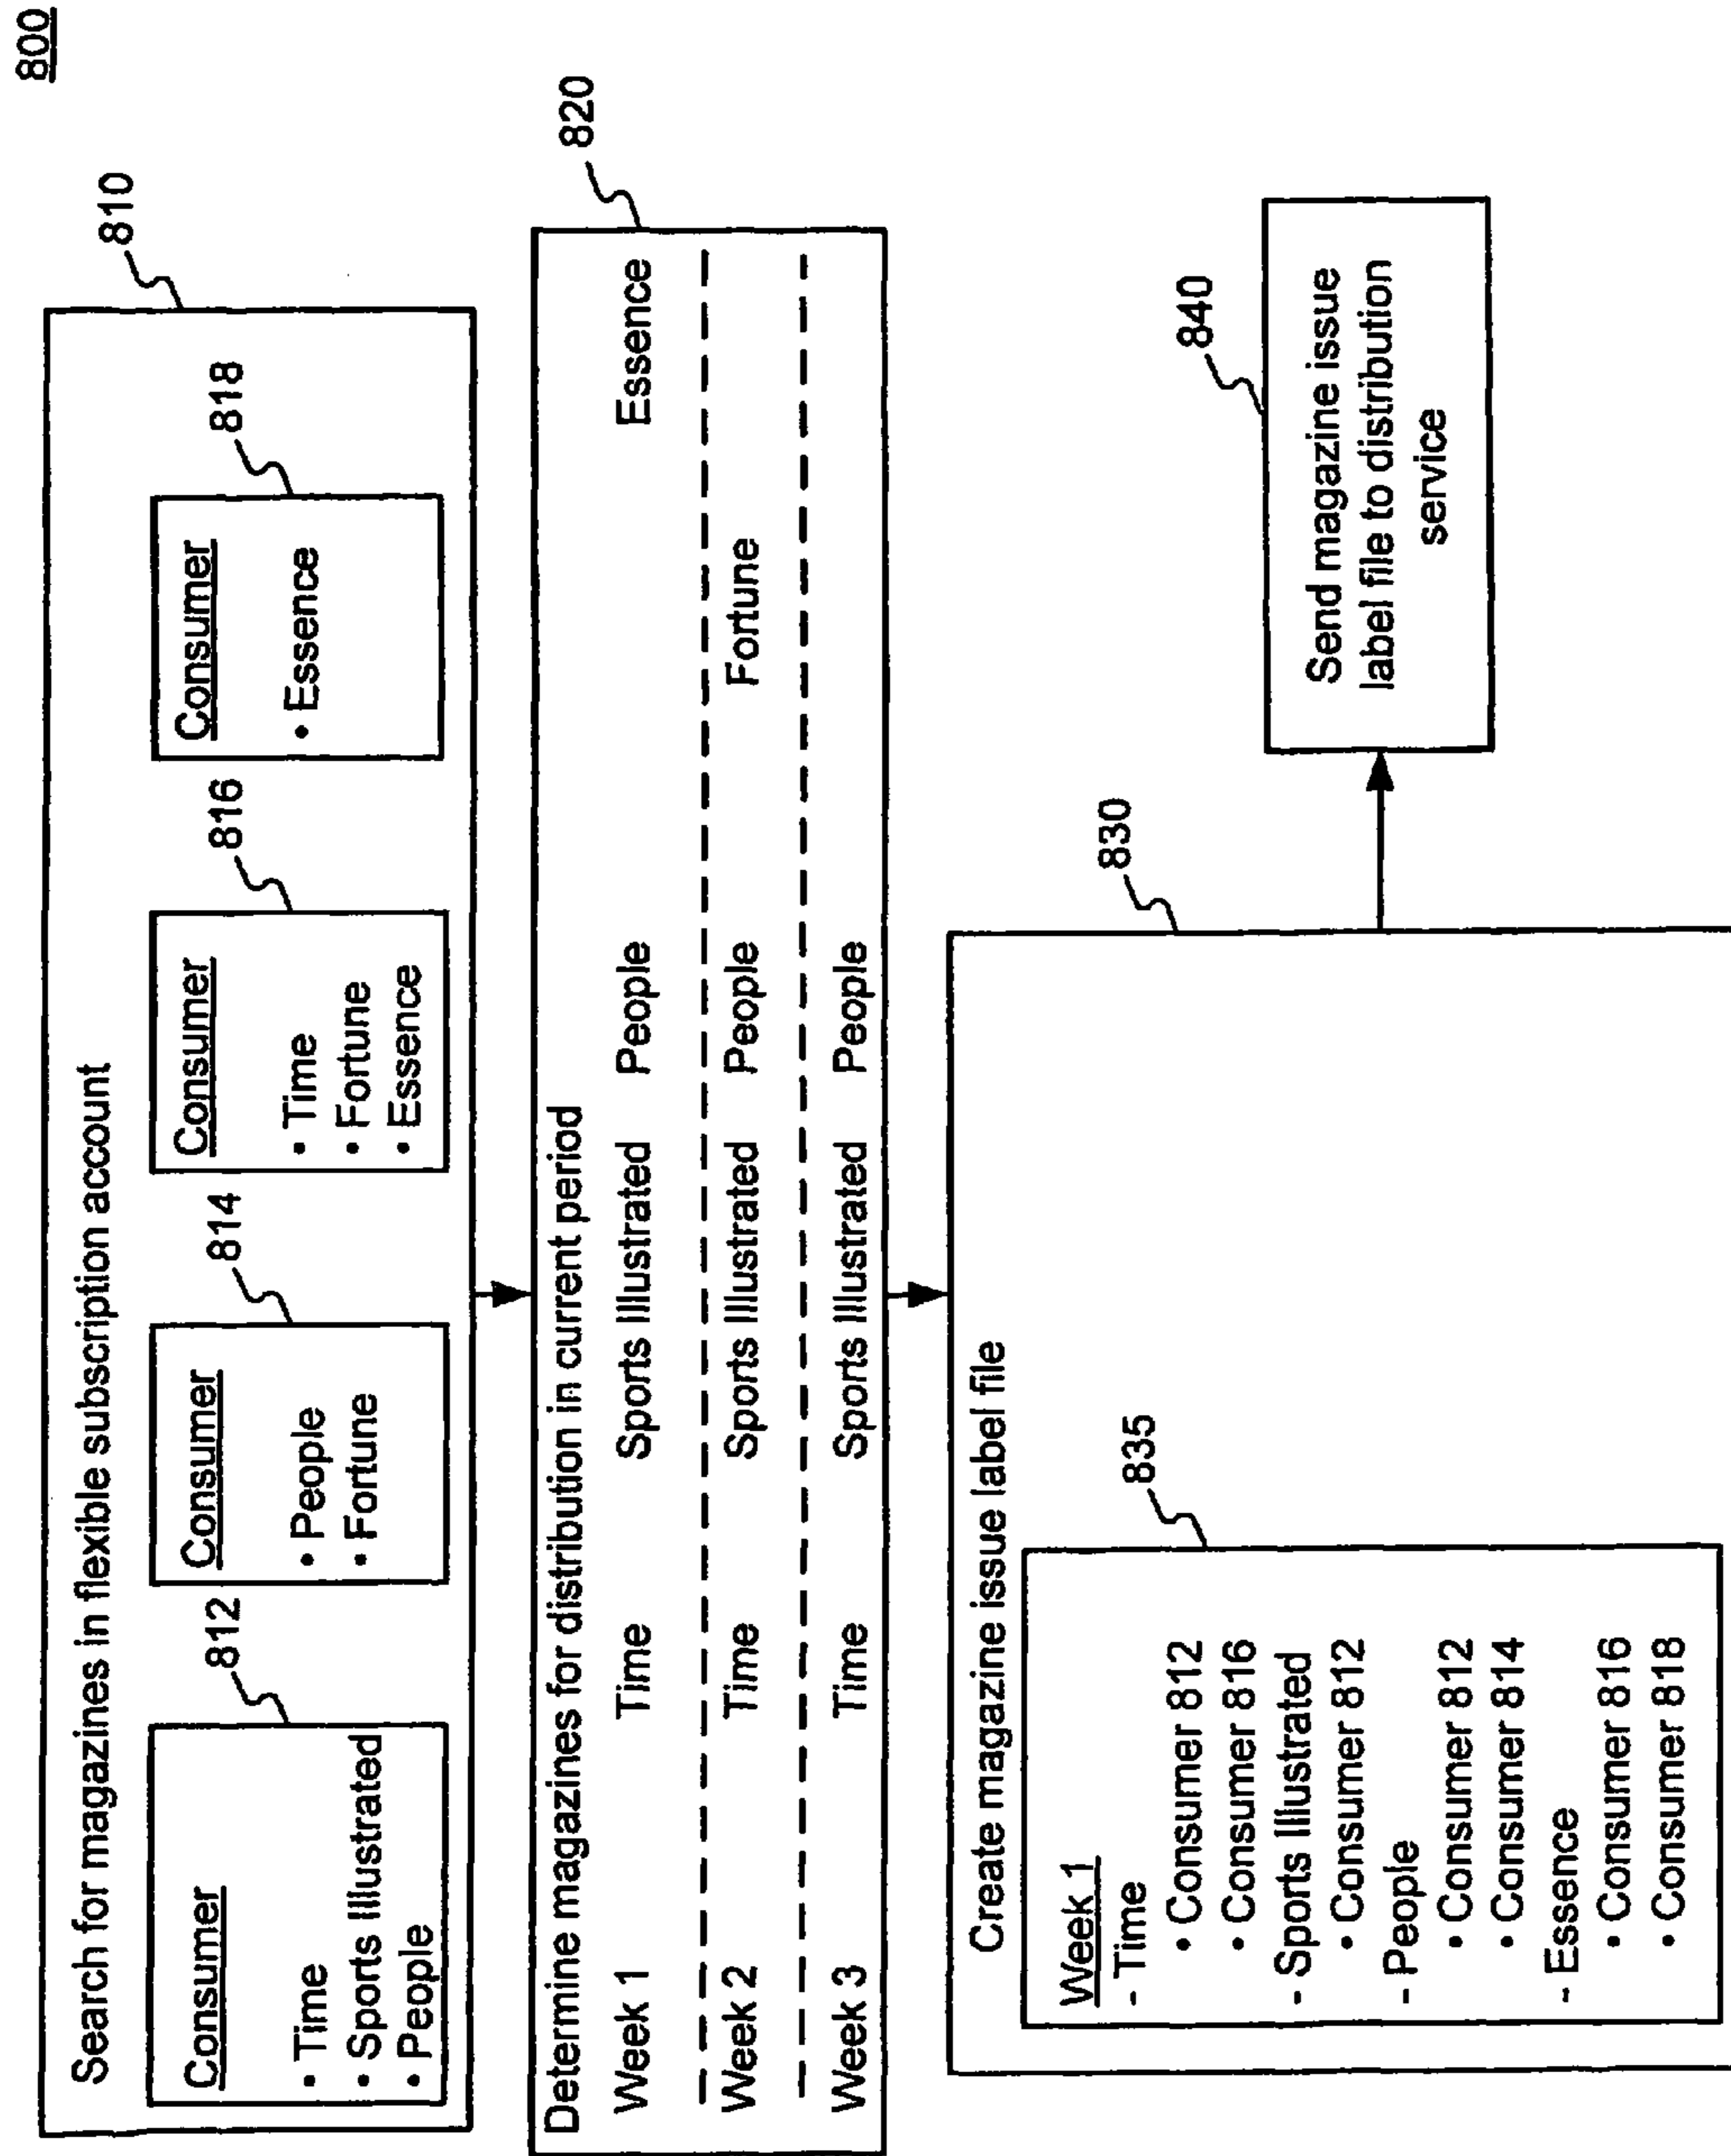 800
810
Search for magazines in flexible subscription account
812
Consumer
• Time
• Sports Illustrated
• People
814
Consumer
• People
• Fortune
816
Consumer
• Time
• Fortune
• Essence
818
Consumer
• Essence
820
Determine magazines for distribution in current period
Week 1 Time Sports Illustrated People Essence
Week 2 Time Sports Illustrated People Fortune
Week 3 Time Sports Illustrated People
830
Create magazine issue label file
835
Week 1
- Time
• Consumer 812
• Consumer 816
- Sports Illustrated
• Consumer 812
- People
• Consumer 812
• Consumer 814
- Essence
• Consumer 816
• Consumer 818
840
Send magazine issue
label file to distribution
service